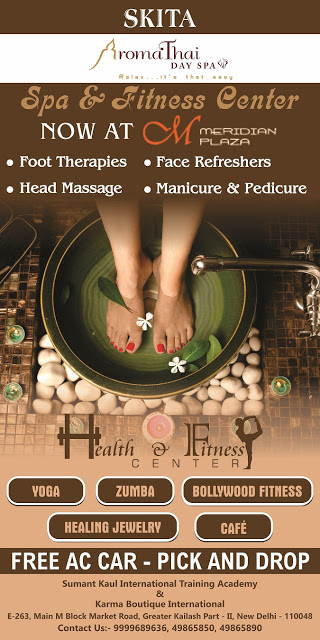 SKITA
AromaThai
DAY SPA
Relax...it's that easy
Spa & Fitness Center
NOW AT M MERIDIAN PLAZA
• Foot Therapies • Face Refreshers
• Head Massage • Manicure & Pedicure
Health & Fitness
CENTER
YOGA ZUMBA BOLLYWOOD FITNESS
HEALING JEWELRY CAFÉ
FREE AC CAR - PICK AND DROP
Sumant Kaul International Training Academy
&
Karma Boutique International
E-263, Main M Block Market Road, Greater Kailash Part - II, New Delhi - 110048
Contact Us:- 9999689636, 49865850, 49865890